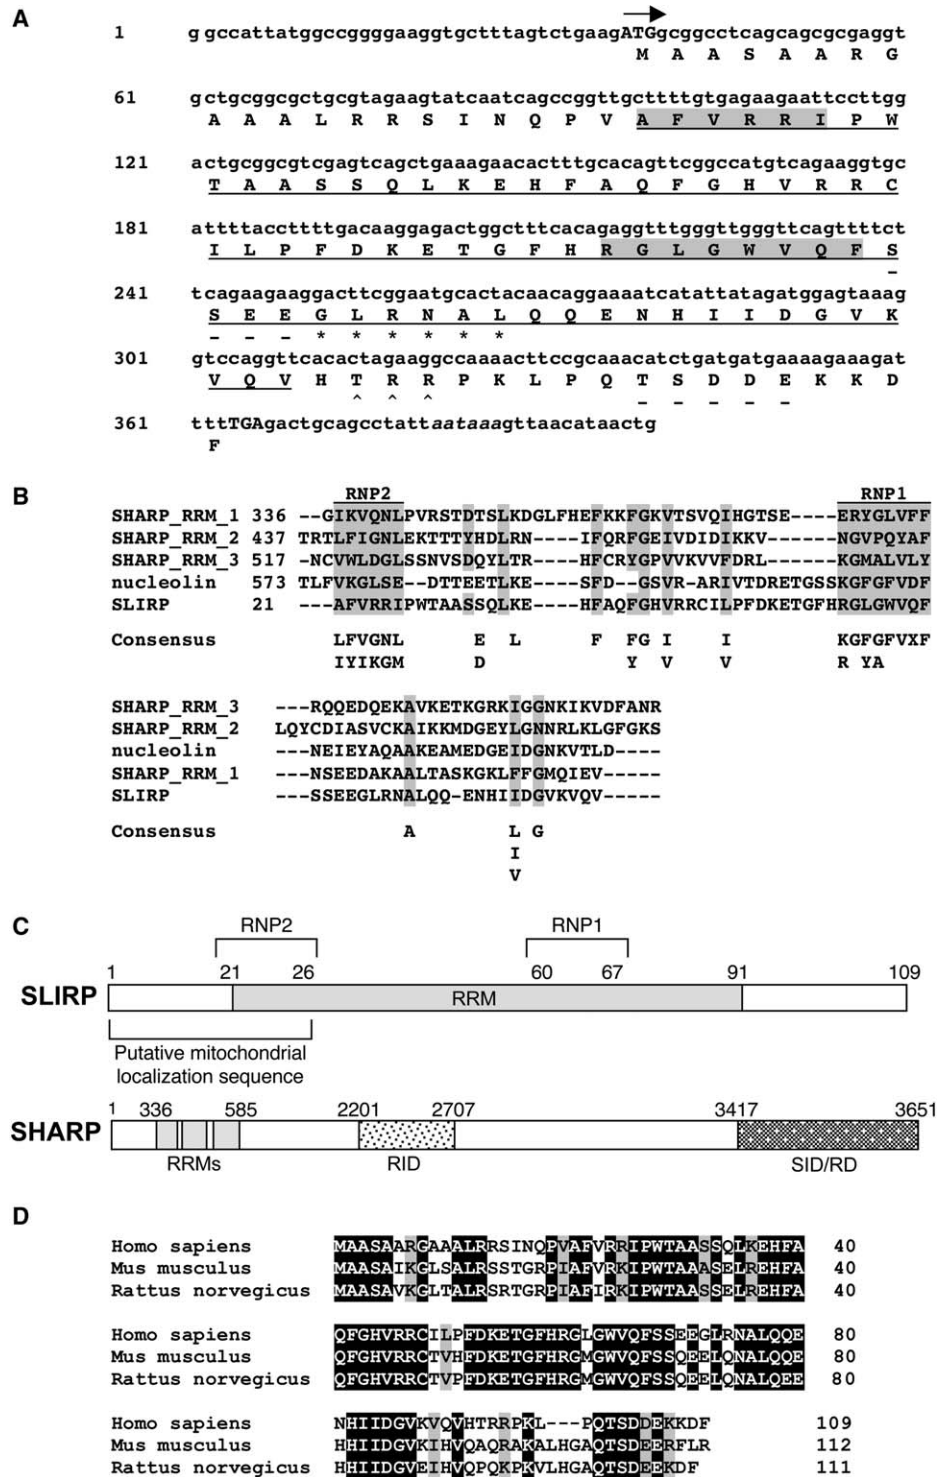 A
1 ggccattatggccggggaaggtgctttagtctgaagATGgcggcctcagcagcgcgaggt
M A A S A A R G
61 gctgcggcgctgcgtagaagtatcaatcagccggttgcttttgtgagaagaattccttgg
A A A L R R S I N Q P V A F V R R I P W
121 actgcggcgtcgagtcagctgaaagaacactttgcacagttcggccatgtcagaaggtgc
T A A S S Q L K E H F A Q F G H V R R C
181 attttaccttttgacaaggagactggctttcacagaggtttgggttgggttcagttttct
I L P F D K E T G F H R G L G W V Q F S
–
241 tcagaagaaggacttcggaatgcactacaacaggaaaatcatattatagatggagtaaag
S E E G L R N A L Q Q E N H I I D G V K
– – – * * * * * *
301 gtccaggttcacactagaaggccaaaacttccgcaaacatctgatgatgaaaagaaagat
V Q V H T R R P K L P Q T S D D E K K D
^ ^ ^ – – – – –
361 tttTGAgactgcagcctattaataaagttaacataactg
F
B
RNP2 RNP1
SHARP_RRM_1 336 --GIKVQNLPVRSTDTSLKDGLFHEFKKFGKVTSVQIHGTSE----ERYGLVFF
SHARP_RRM_2 437 TRTLFIGNLEKTTTYHDLRN----IFQRFGEIVDIDIKKV-----NGVPQYAF
SHARP_RRM_3 517 -NCVWLDGLSSNVSDQYLTR----HFCRYGPVVKVVFDRL-----KGMALVLY
nucleolin 573 TLFVKGLSE--DTTEETLKE----SFD--GSVR-ARIVTDRETGSSKGFGFVDF
SLIRP 21 ---AFVRRIPWTAASSQLKE----HFAQFGHVRRCILPFDKETGFHRGLGWVQF
Consensus LFVGNL E L F FG I I KGFGFVXF
IYIKGM D Y V V R YA
SHARP_RRM_3 ---RQQEDQEKAVKETKGRKIGGNKIKVDFANR
SHARP_RRM_2 LQYCDIASVCKAIKKMDGEYLGNNRLKLGFGKS
nucleolin ---NEIEYAQAAKEAMEDGEIDGNKVTLD----
SHARP_RRM_1 ---NSEEDAKAALTASKGKLFFGMQIEV-----
SLIRP ---SSEEGLRNALQQ-ENHIIDGVKVQV-----
Consensus A L G
I
V
C
RNP2 RNP1
1 21 26 60 67 91 109
SLIRP RRM
Putative mitochondrial
localization sequence
1 336 585 2201 2707 3417 3651
SHARP
RRMs RID SID/RD
D
Homo sapiens MAASAARGAAALRRSINQPVAFVRRIPWTAASSQLKEHFA 40
Mus musculus MAASAIKGLSALRSSTGRPIAFVRKIPWTAAASELREHFA 40
Rattus norvegicus MAASAVKGLTALRSRTGRPIAFIRKIPWTAASSELREHFA 40
Homo sapiens QFGHVRRCILPFDKETGFHRGLGWVQFSSEEGLRNALQQE 80
Mus musculus QFGHVRRCTVHFDKETGFHRGMGWVQFSSQEELQNALQQE 80
Rattus norvegicus QFGHVRRCTVPFDKETGFHRGMGWVQFSSQEELQNALQEE 80
Homo sapiens NHIIDGVKVQVHTRRPKL---PQTSDDEKKDF 109
Mus musculus HHIIDGVKIHVQAQRAKALHGAQTSDEERFLR 112
Rattus norvegicus HHIIDGVEIHVQPQKPKVLHGAQTSDEEKDF 111